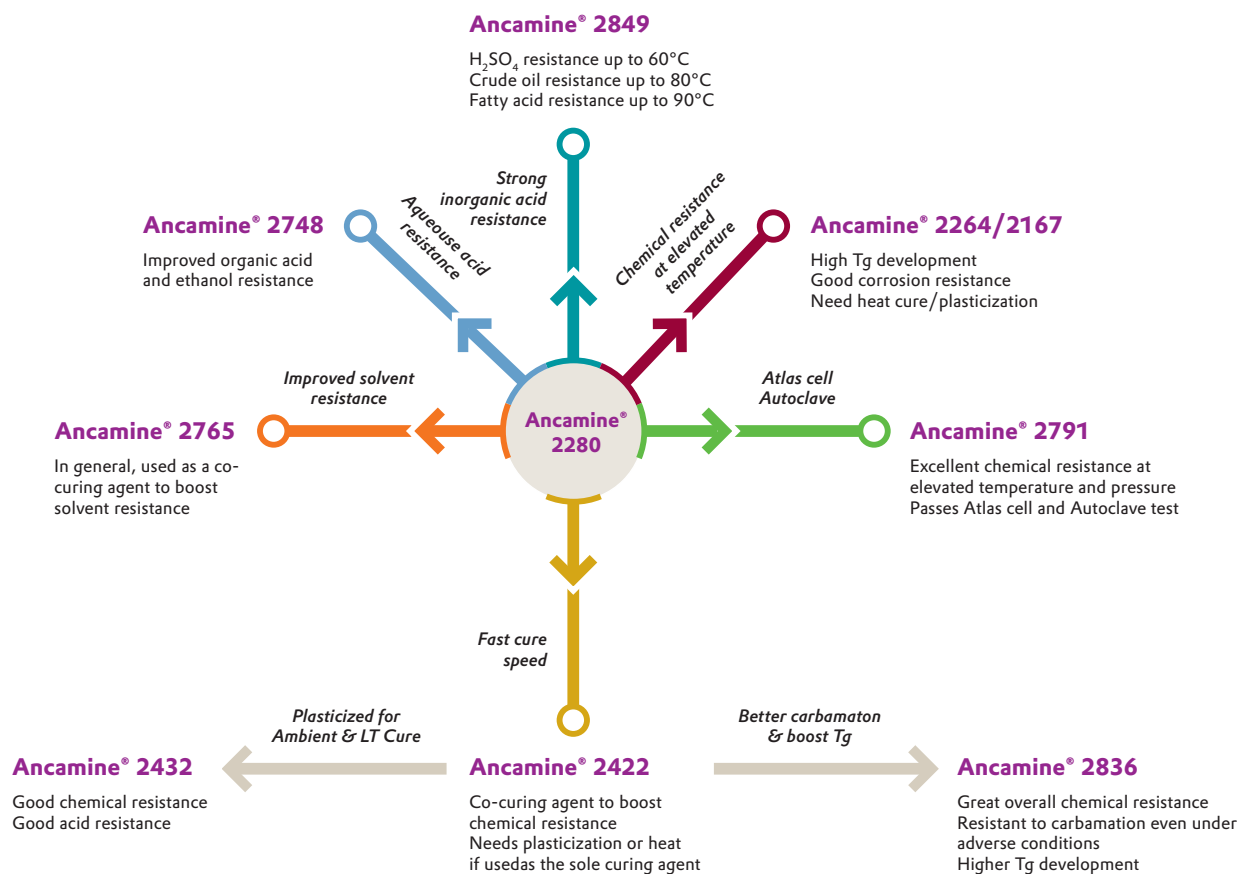 Ancamine® 2849
H₂SO₄ resistance up to 60°C
Crude oil resistance up to 80°C
Fatty acid resistance up to 90°C
Strong
inorganic acid
resistance
Aqueouse acid
resistance
Chemical resistance
at elevated
temperature
Ancamine® 2748
Improved organic acid
and ethanol resistance
Ancamine® 2264/2167
High Tg development
Good corrosion resistance
Need heat cure/plasticization
Improved solvent
resistance
Atlas cell
Autoclave
Ancamine® 2765
In general, used as a co-
curing agent to boost
solvent resistance
Ancamine®
2280
Ancamine® 2791
Excellent chemical resistance at
elevated temperature and pressure
Passes Atlas cell and Autoclave test
Fast cure
speed
Plasticized for
Ambient & LT Cure
Better carbamaton
& boost Tg
Ancamine® 2432
Good chemical resistance
Good acid resistance
Ancamine® 2422
Co-curing agent to boost
chemical resistance
Needs plasticization or heat
if usedas the sole curing agent
Ancamine® 2836
Great overall chemical resistance
Resistant to carbamation even under
adverse conditions
Higher Tg development